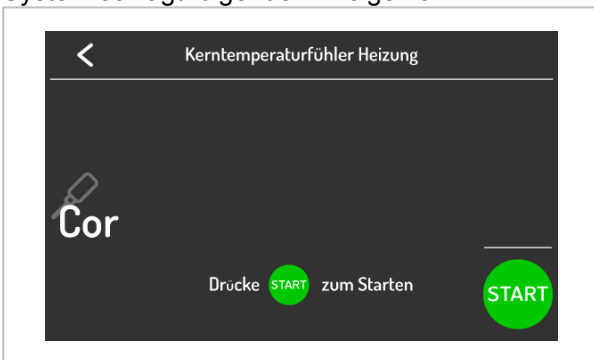 Kerntemperaturfühler Heizung
Cor
Drücke START zum Starten
START